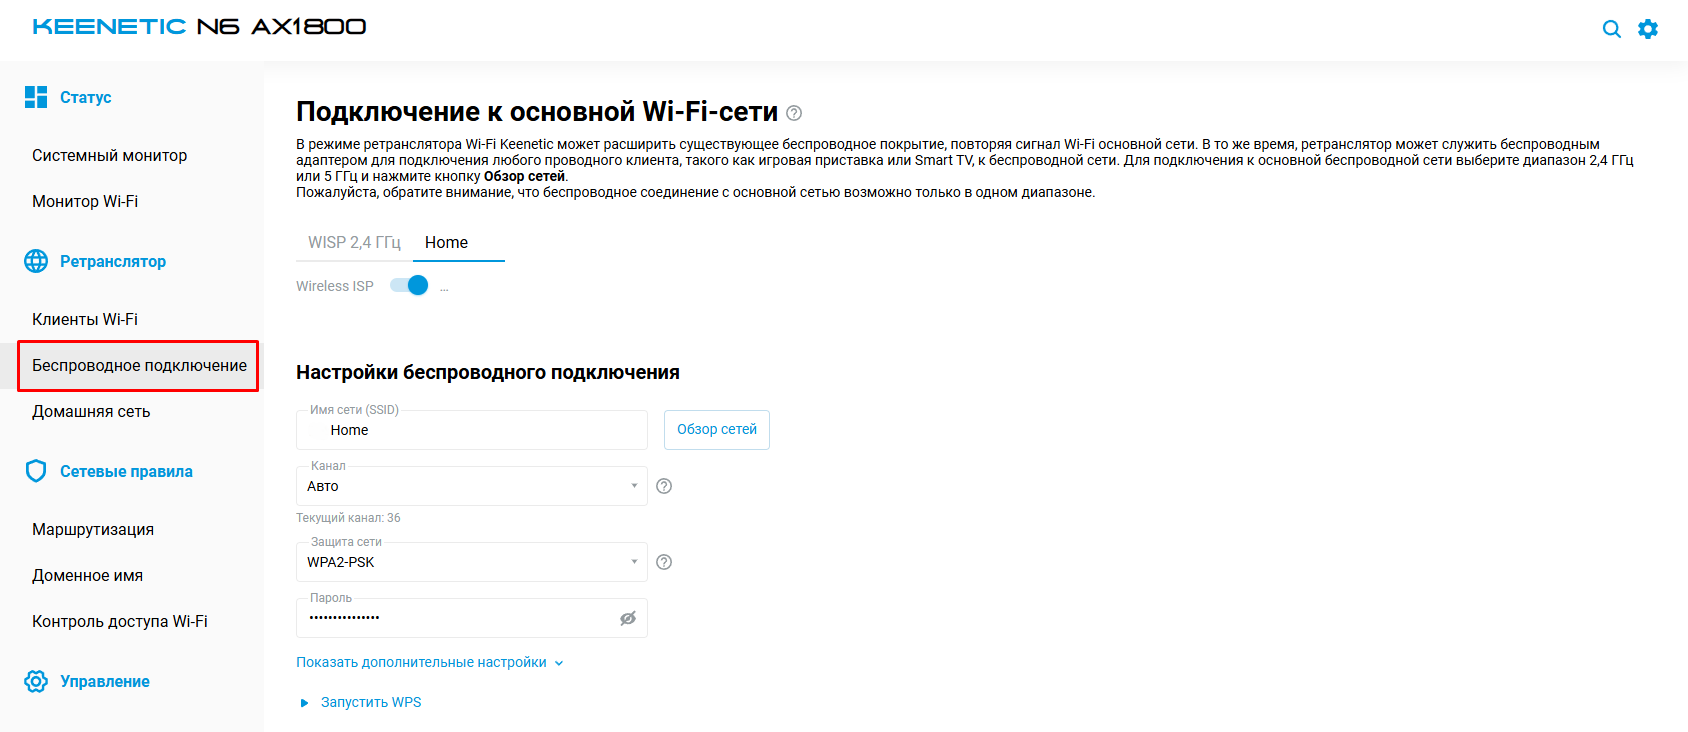 KEENETIC N6 AX1800
Статус
Системный монитор
Монитор Wi-Fi
Ретранслятор
Клиенты Wi-Fi
Беспроводное подключение
Домашняя сеть
Сетевые правила
Маршрутизация
Доменное имя
Контроль доступа Wi-Fi
Управление
Подключение к основной Wi-Fi-сети
В режиме ретранслятора Wi-Fi Keenetic может расширить существующее беспроводное покрытие, повторяя сигнал Wi-Fi основной сети. В то же время, ретранслятор может служить беспроводным
адаптером для подключения любого проводного клиента, такого как игровая приставка или Smart TV, к беспроводной сети. Для подключения к основной беспроводной сети выберите диапазон 2,4 ГГц
или 5 ГГц и нажмите кнопку Обзор сетей.
Пожалуйста, обратите внимание, что беспроводное соединение с основной сетью возможно только в одном диапазоне.
WISP 2,4 ГГц Home
Wireless ISP ...
Настройки беспроводного подключения
Имя сети (SSID)
Home Обзор сетей
Канал
Авто
Текущий канал: 36
Защита сети
WPA2-PSK
Пароль
•••••••••••••••
Показать дополнительные настройки
Запустить WPS